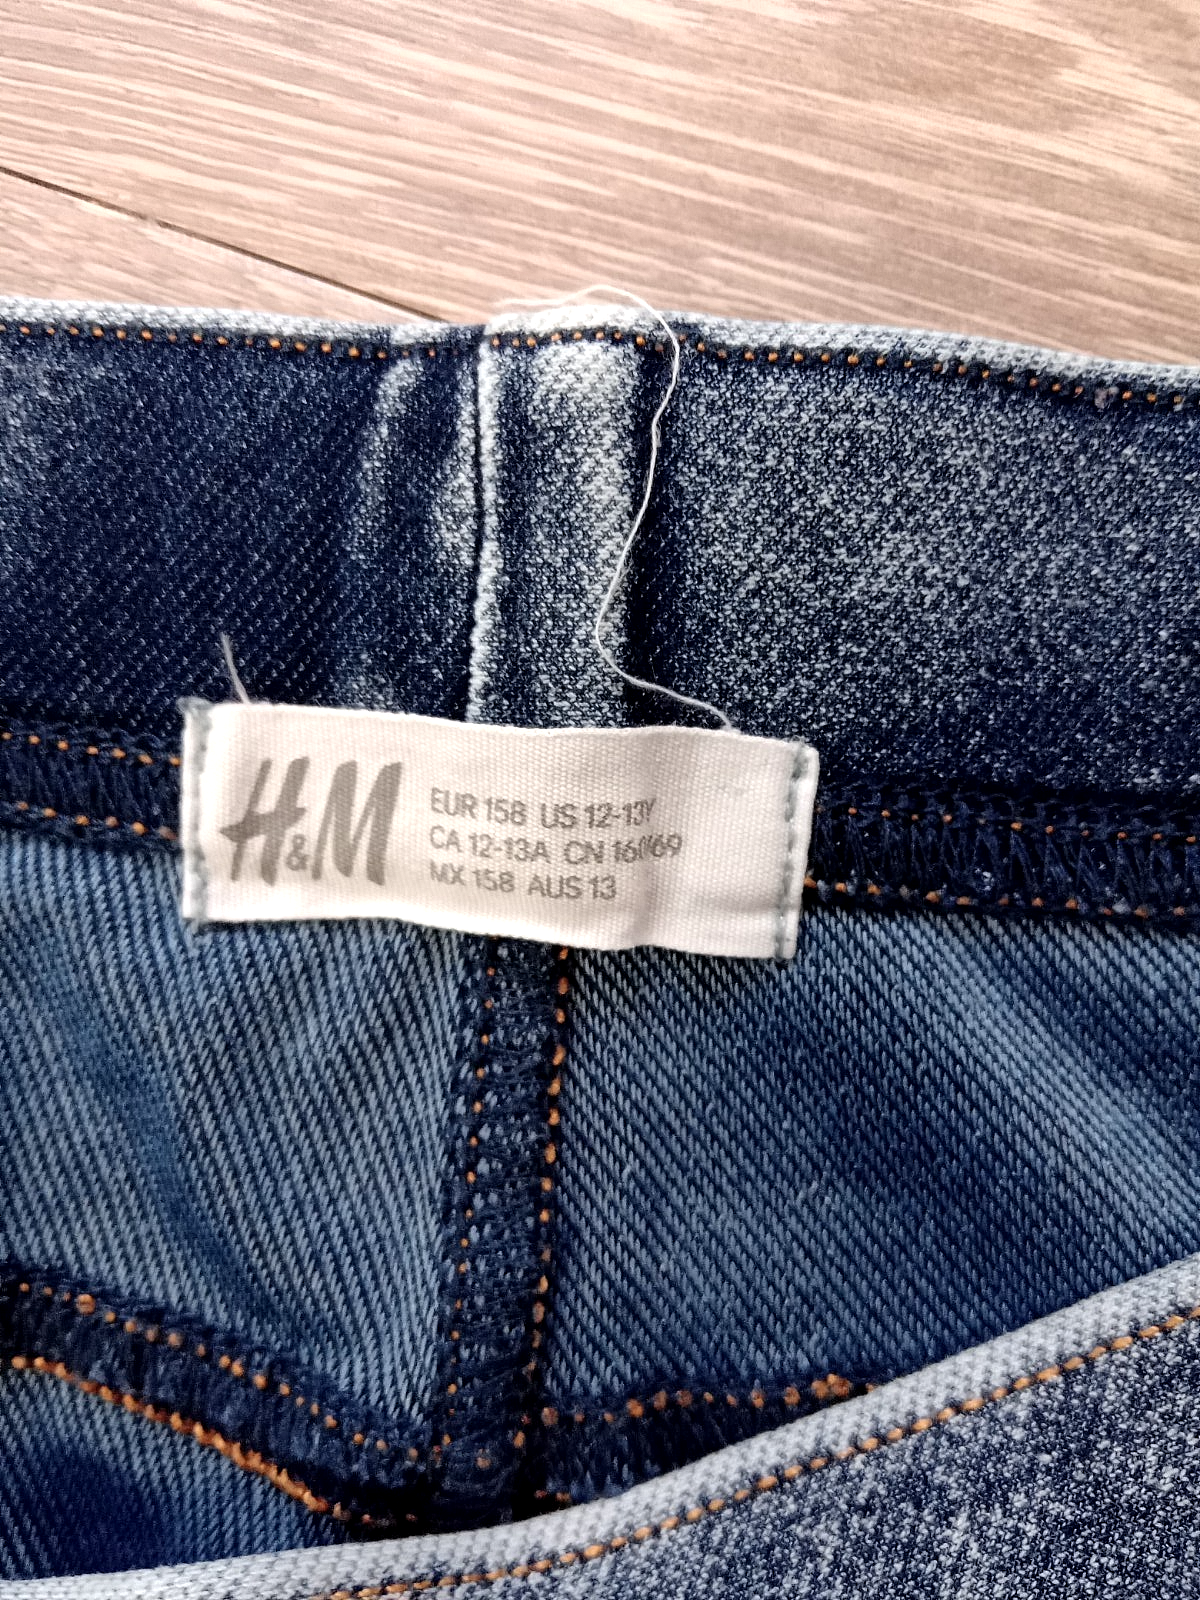 H&M
EUR 158 US 12-13Y
CA 12-13A CN 160/69
MX 158 AUS 13